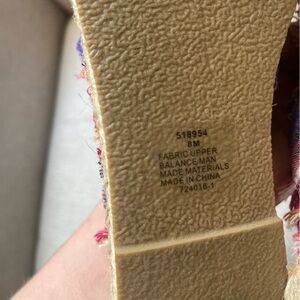 518954
8M
FABRIC UPPER
BALANCE MAN
MADE MATERIALS
MADE IN CHINA
724016-1